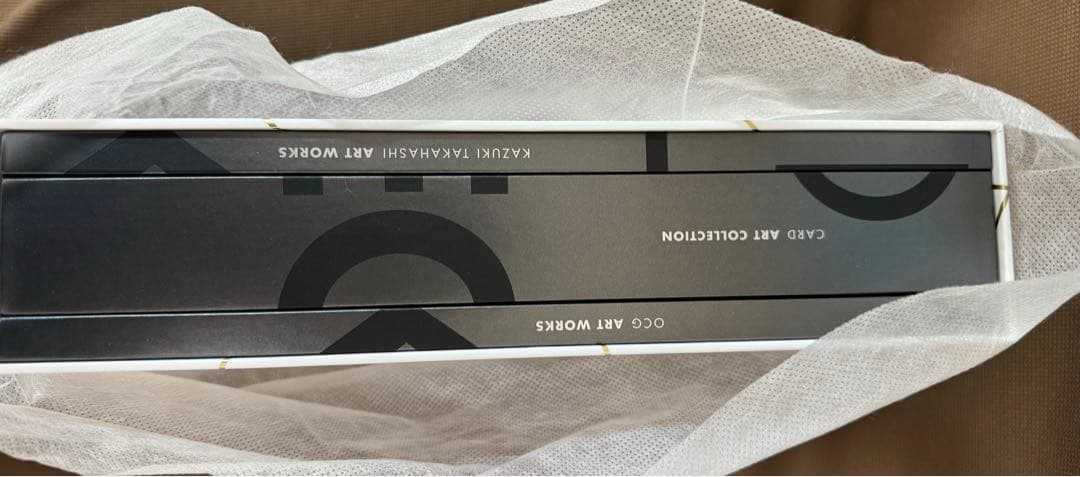 KAZUKI TAKAHASHI ART WORKS
CARD ART COLLECTION
OCG ART WORKS